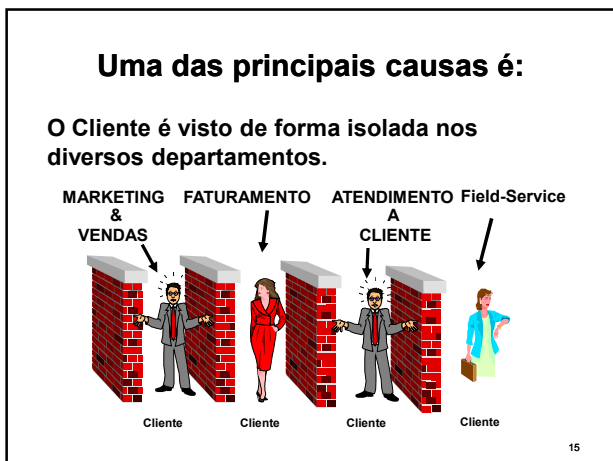 Uma das principais causas é:
O Cliente é visto de forma isolada nos
diversos departamentos.
MARKETING
&
VENDAS
FATURAMENTO
ATENDIMENTO
A
CLIENTE
Field-Service
Cliente
Cliente
Cliente
Cliente
15